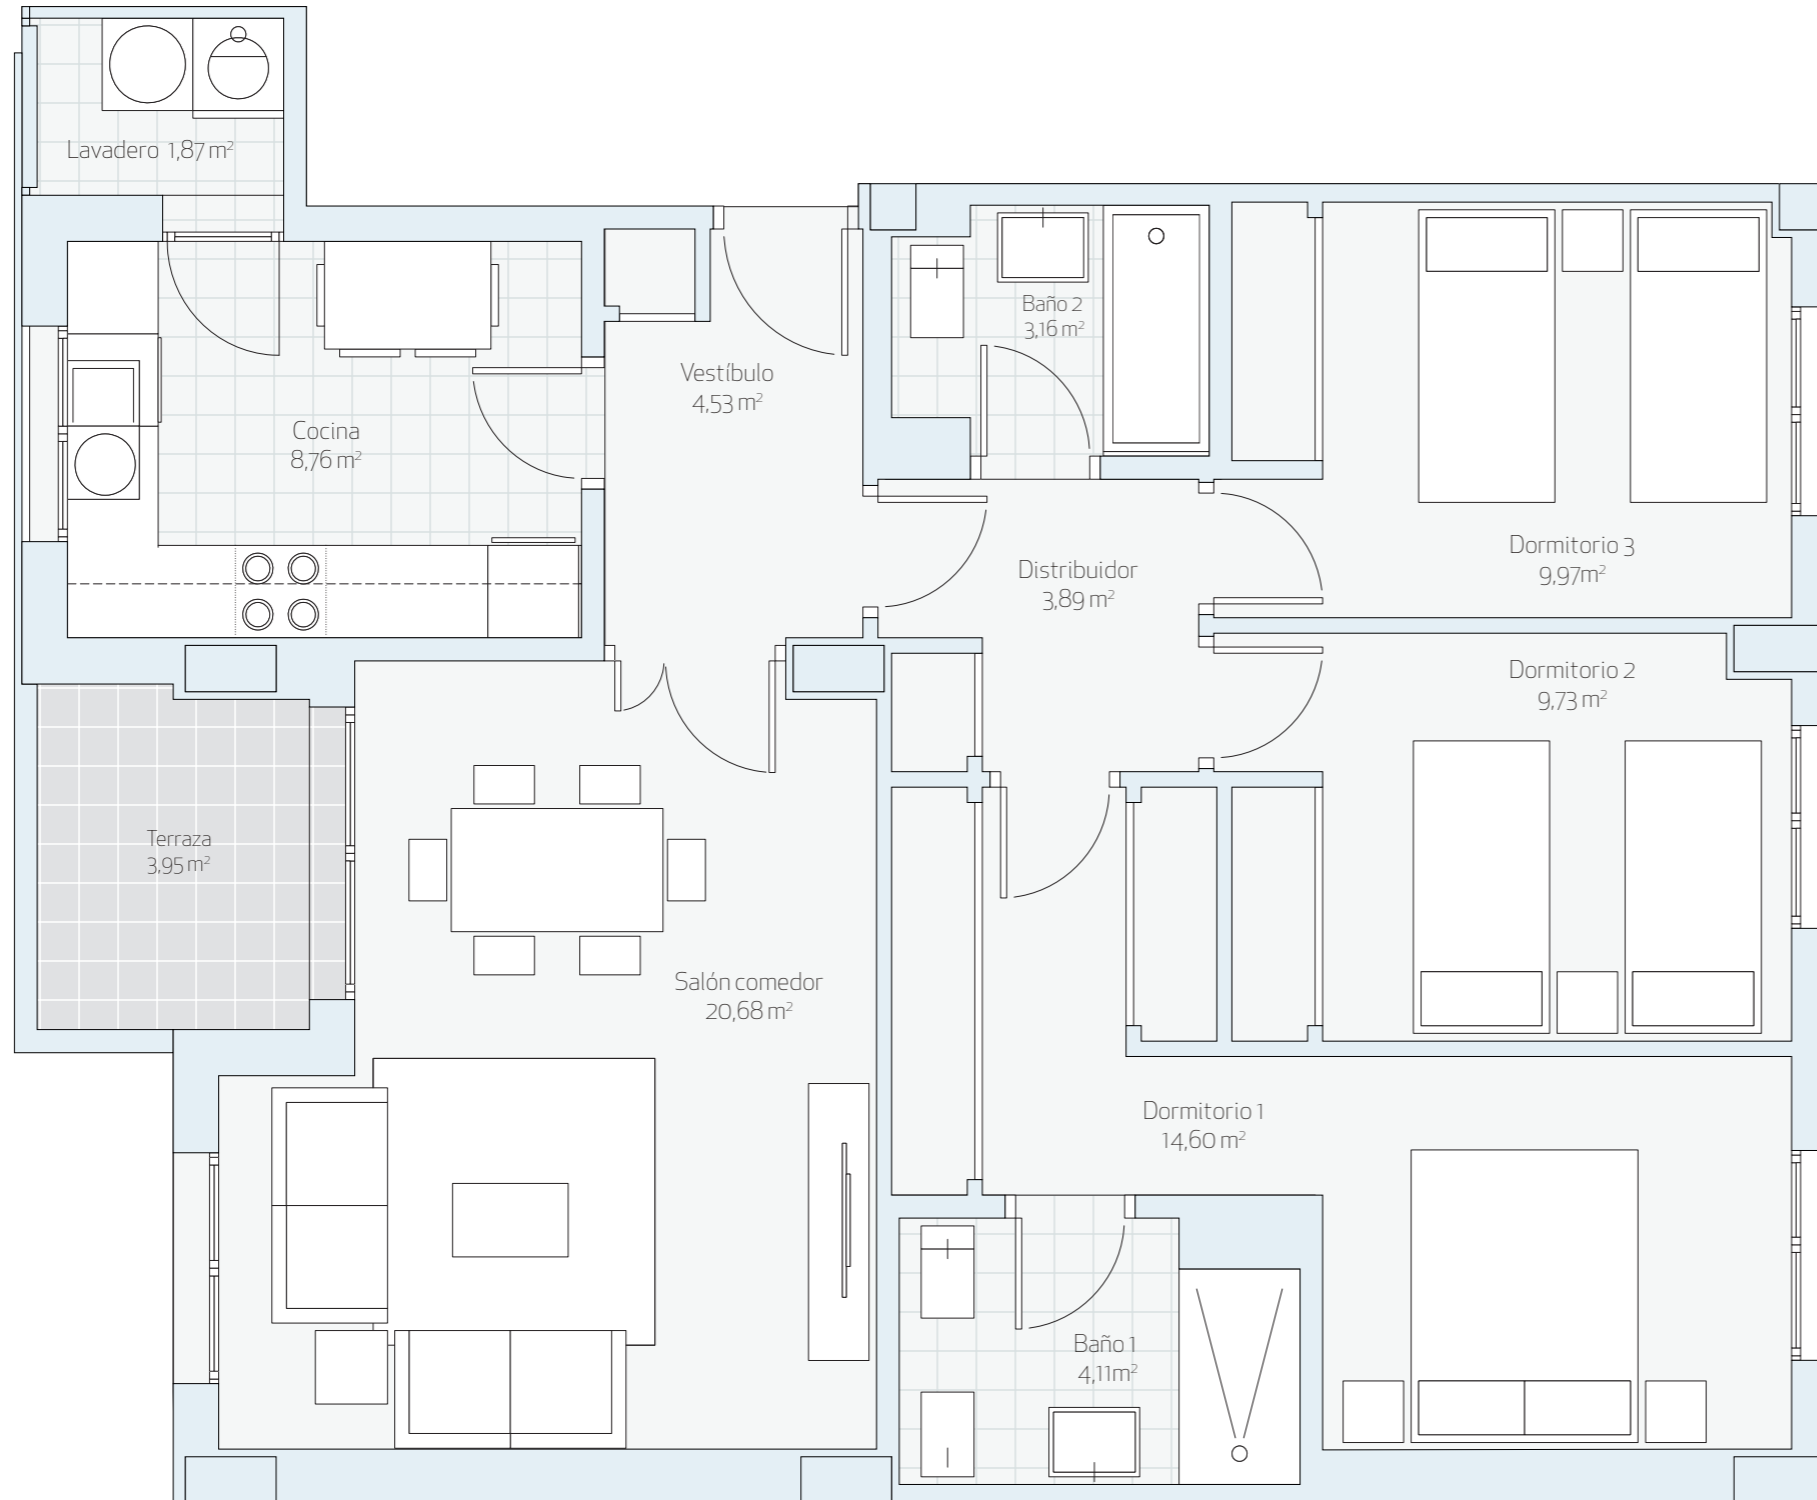 Lavadero 1,87 m²
Baño 2
3,16 m²
Vestíbulo
4,53 m²
Cocina
8,76 m²
Dormitorio 3
9,97m²
Distribuidor
3,89 m²
Dormitorio 2
9,73 m²
Terraza
3,95 m²
Salón comedor
20,68 m²
Dormitorio 1
14,60 m²
Baño 1
4,11m²